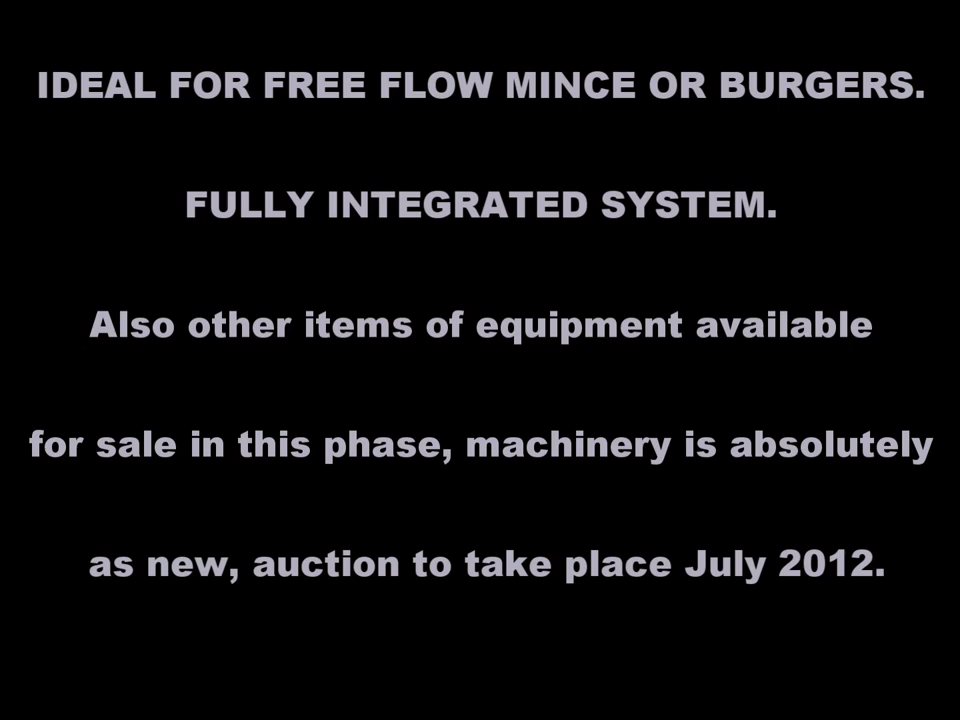 IDEAL FOR FREE FLOW MINCE OR BURGERS.
FULLY INTEGRATED SYSTEM.
Also other items of equipment available
for sale in this phase, machinery is absolutely
as new, auction to take place July 2012.